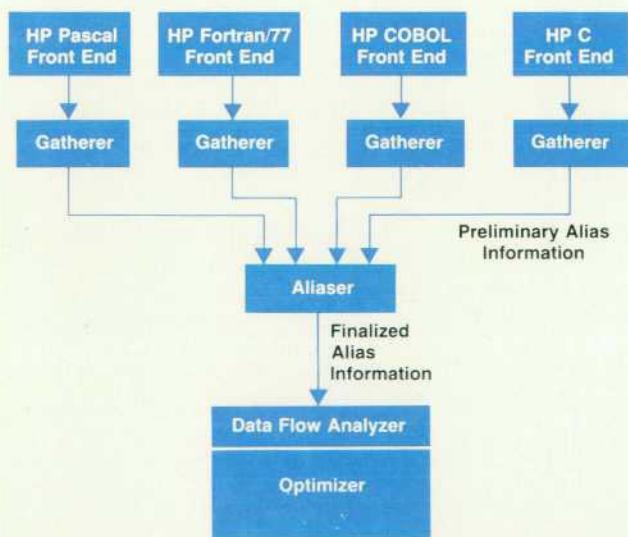 HP Pascal
Front End
HP Fortran/77
Front End
HP COBOL
Front End
HP C
Front End
Gatherer
Gatherer
Gatherer
Gatherer
Preliminary Alias
Information
Aliaser
Finalized
Alias
Information
Data Flow Analyzer
Optimizer